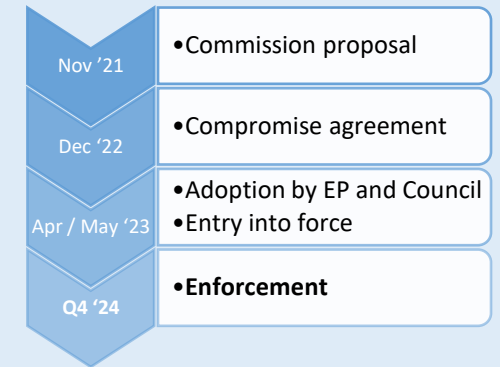 Nov ’21
•Commission proposal
Dec ‘22
•Compromise agreement
Apr / May ‘23
•Adoption by EP and Council
•Entry into force
Q4 ‘24
•Enforcement